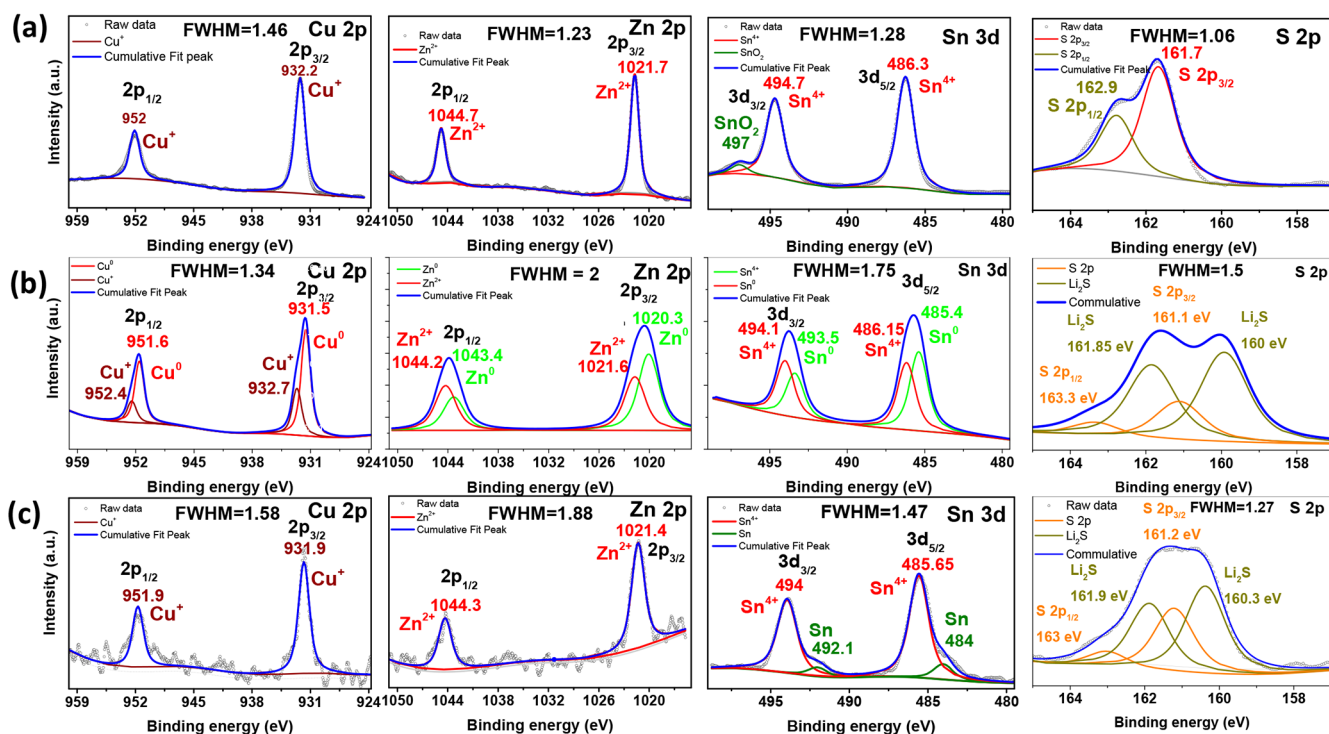 (a)
Intensity (a.u.)
Raw data
Cu⁺
Cumulative Fit peak
FWHM=1.46
Cu 2p
2p₃/₂
932.2
Cu⁺
2p₁/₂
952
Cu⁺
959 952 945 938 931 924
Binding energy (eV)
Raw data
Zn²⁺
Cumulative Fit Peak
FWHM=1.23
Zn 2p
2p₃/₂
1021.7
Zn²⁺
2p₁/₂
1044.7
Zn²⁺
1050 1044 1032 1026 1020
Binding energy (eV)
Raw data
Sn⁴⁺
SnO₂
Cumulative Fit Peak
FWHM=1.28
Sn 3d
494.7
Sn⁴⁺
3d₃/₂
SnO₂
497
3d₅/₂
486.3
Sn⁴⁺
495 490 485 480
Binding energy (eV)
Raw data
S 2p₃/₂
S 2p₁/₂
Cumulative Fit Peak
FWHM=1.06
S 2p
161.7
S 2p₃/₂
162.9
S 2p₁/₂
164 162 160 158
Binding energy (eV)
(b)
Intensity (a.u.)
Cu⁰
Cu⁺
Cumulative Fit Peak
FWHM=1.34
Cu 2p
2p₃/₂
931.5
Cu⁰
2p₁/₂
951.6
Cu⁰
Cu⁺
952.4
Cu⁺
932.7
959 952 945 938 931 924
Binding energy (eV)
Zn⁰
Zn²⁺
Cumulative Fit Peak
FWHM = 2
Zn 2p
2p₃/₂
1020.3
Zn⁰
Zn²⁺
1021.6
Zn²⁺
1044.2
2p₁/₂
1043.4
Zn⁰
1050 1044 1032 1026 1020
Binding energy (eV)
Sn⁴⁺
Sn⁰
Cumulative Fit Peak
FWHM=1.75
Sn 3d
3d₅/₂
485.4
Sn⁰
486.15
Sn⁴⁺
494.1
3d₃/₂
Sn⁴⁺
493.5
Sn⁰
495 490 485 480
Binding energy (eV)
S 2p
Li₂S
Commulative
FWHM=1.5
S 2p
S 2p₃/₂
161.1 eV
Li₂S
161.85 eV
Li₂S
160 eV
S 2p₁/₂
163.3 eV
164 162 160 158
Binding energy (eV)
(c)
Intensity (a.u.)
Raw data
Cu⁺
Cumulative Fit Peak
FWHM=1.58
Cu 2p
2p₃/₂
931.9
Cu⁺
2p₁/₂
951.9
Cu⁺
959 952 945 938 931 924
Binding energy (eV)
Raw data
Zn²⁺
Cumulative Fit Peak
FWHM=1.88
Zn 2p
1021.4
Zn²⁺
2p₃/₂
2p₁/₂
1044.3
Zn²⁺
1050 1044 1032 1026 1020
Binding energy (eV)
Raw data
Sn⁴⁺
Sn
Cumulative Fit Peak
FWHM=1.47
Sn 3d
3d₅/₂
485.65
Sn⁴⁺
3d₃/₂
494
Sn⁴⁺
Sn
492.1
Sn
484
495 490 485 480
Binding energy (eV)
Raw data
S 2p
Li₂S
Commulative
S 2p₃/₂
FWHM=1.27
S 2p
161.2 eV
Li₂S
161.9 eV
Li₂S
160.3 eV
S 2p₁/₂
163 eV
164 162 160 158
Binding energy (eV)